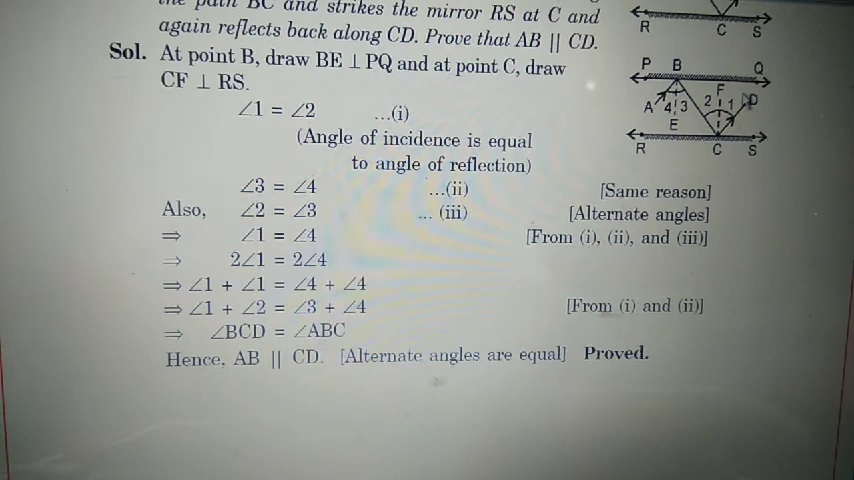 the path BC and strikes the mirror RS at C and
again reflects back along CD. Prove that AB || CD.
R C S
Sol. At point B, draw BE ⊥ PQ and at point C, draw
CF ⊥ RS.
P B Q
F
A 4 3 2 1 D
E
R C S
∠1 = ∠2 ...(i)
(Angle of incidence is equal
to angle of reflection)
∠3 = ∠4 ...(ii) [Same reason]
Also, ∠2 = ∠3 ... (iii) [Alternate angles]
⇒ ∠1 = ∠4 [From (i), (ii), and (iii)]
⇒ 2∠1 = 2∠4
⇒ ∠1 + ∠1 = ∠4 + ∠4
⇒ ∠1 + ∠2 = ∠3 + ∠4 [From (i) and (ii)]
⇒ ∠BCD = ∠ABC
Hence, AB || CD. [Alternate angles are equal] Proved.